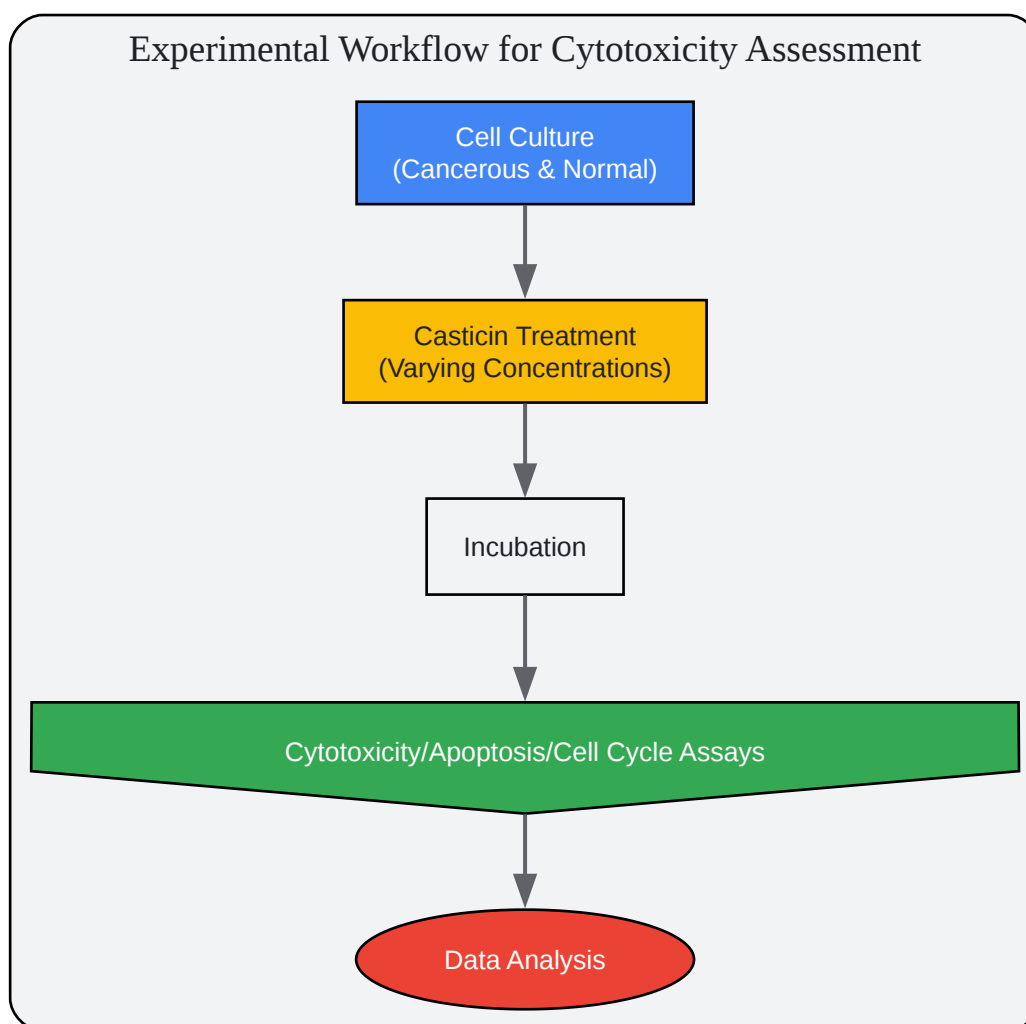 Experimental Workflow for Cytotoxicity Assessment
Cell Culture
(Cancerous & Normal)
Casticin Treatment
(Varying Concentrations)
Incubation
Cytotoxicity/Apoptosis/Cell Cycle Assays
Data Analysis